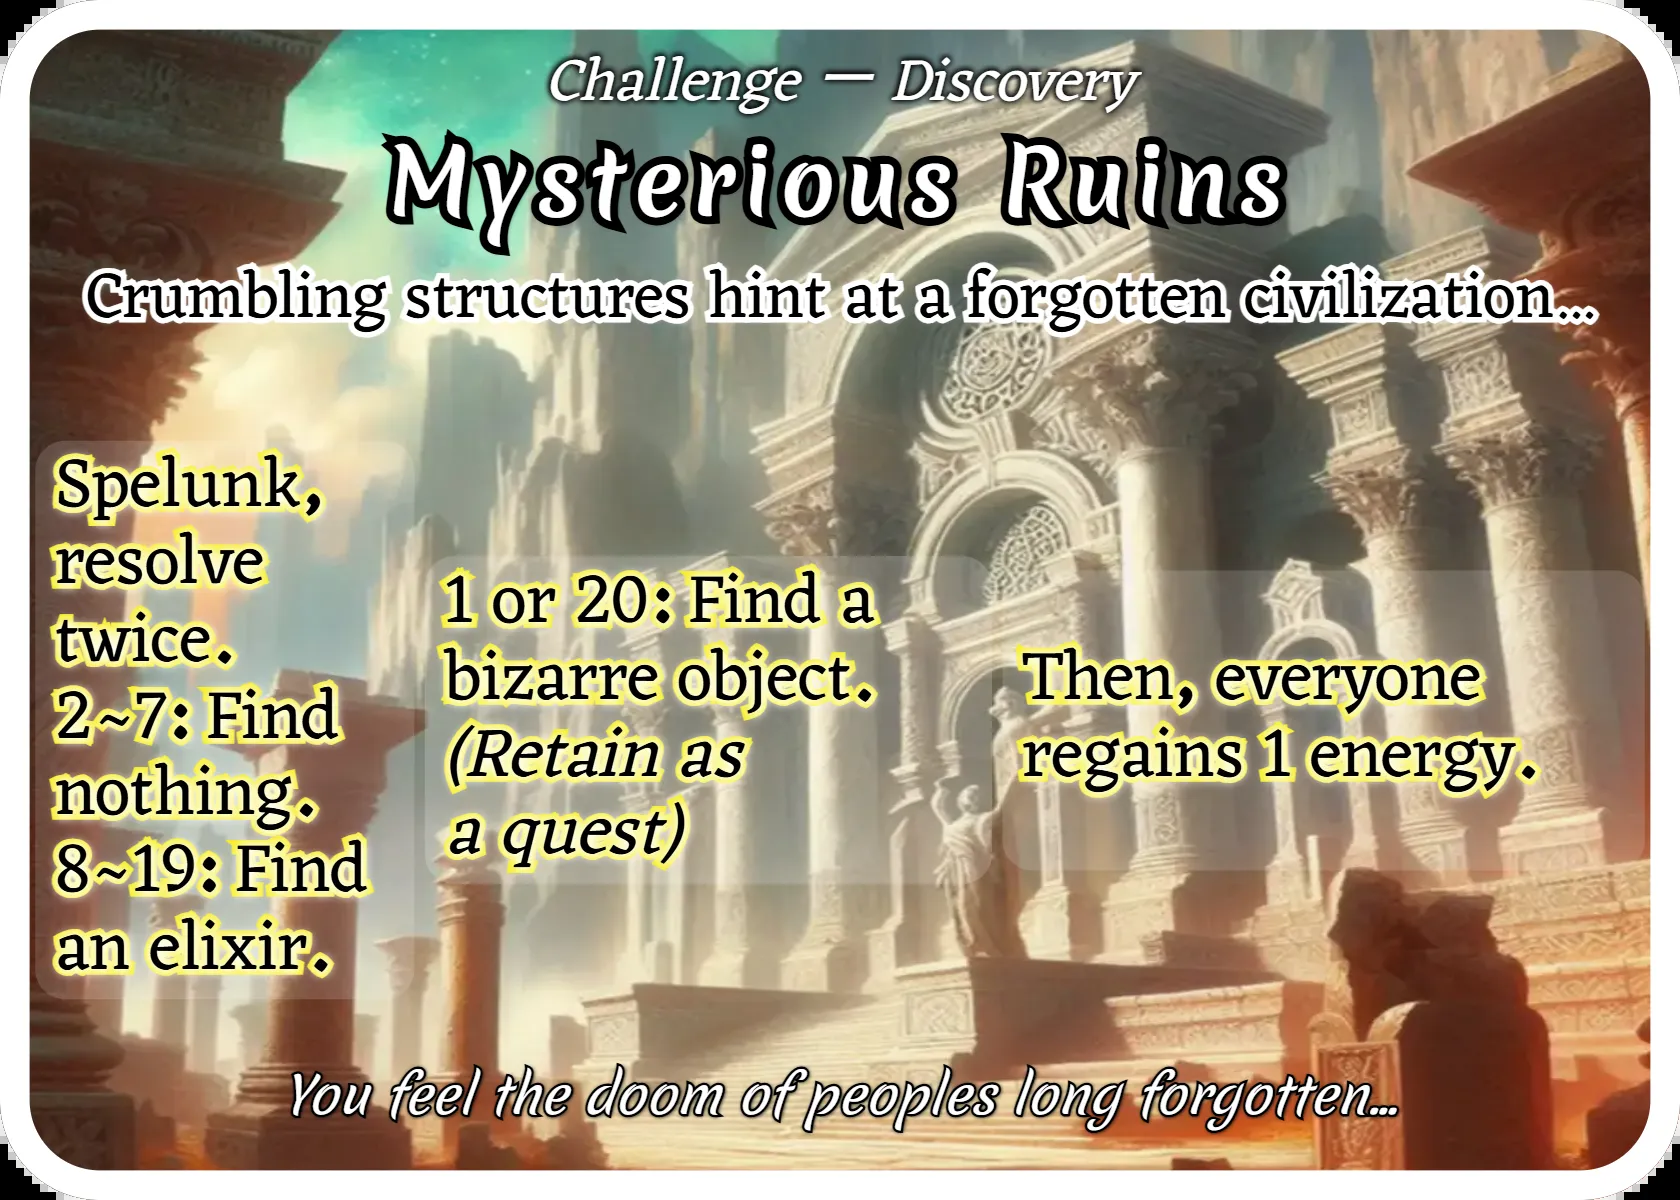 Challenge — Discovery
Mysterious Ruins
Crumbling structures hint at a forgotten civilization...
Spelunk,
resolve
twice.
2~7: Find
nothing.
8~19: Find
an elixir.
1 or 20: Find a
bizarre object.
(Retain as
a quest)
Then, everyone
regains 1 energy.
You feel the doom of peoples long forgotten...